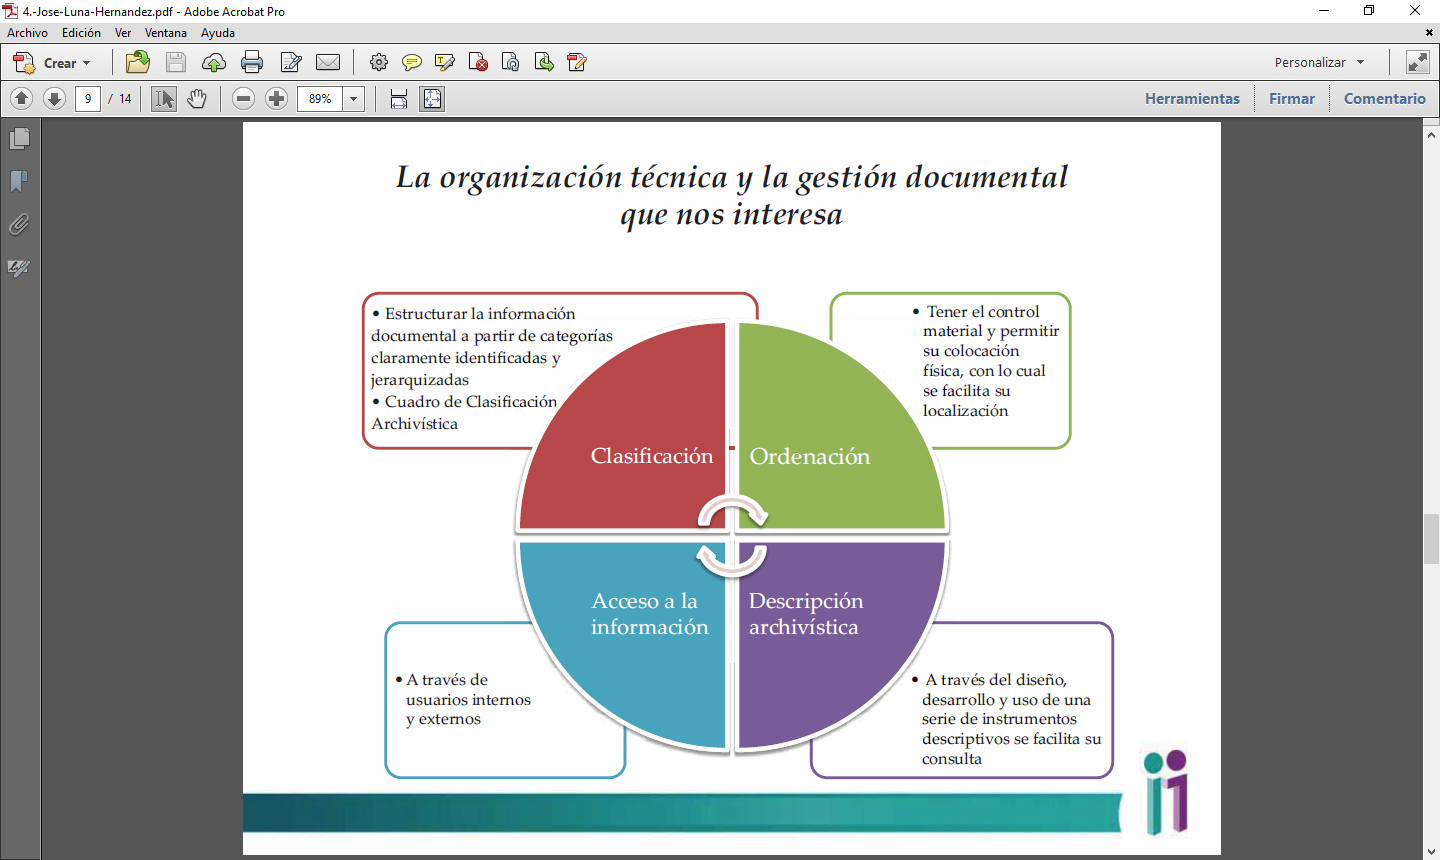 4.-Jose-Luna-Hernandez.pdf - Adobe Acrobat Pro
Archivo Edición Ver Ventana Ayuda
Crear
Personalizar
9 / 14
89%
Herramientas Firmar Comentario
La organización técnica y la gestión documental
que nos interesa
• Estructurar la información
documental a partir de categorías
claramente identificadas y
jerarquizadas
• Cuadro de Clasificación
Archivística
• Tener el control
material y permitir
su colocación
física, con lo cual
se facilita su
localización
Clasificación
Ordenación
Acceso a la
información
Descripción
archivística
• A través de
usuarios internos
y externos
• A través del diseño,
desarrollo y uso de una
serie de instrumentos
descriptivos se facilita su
consulta